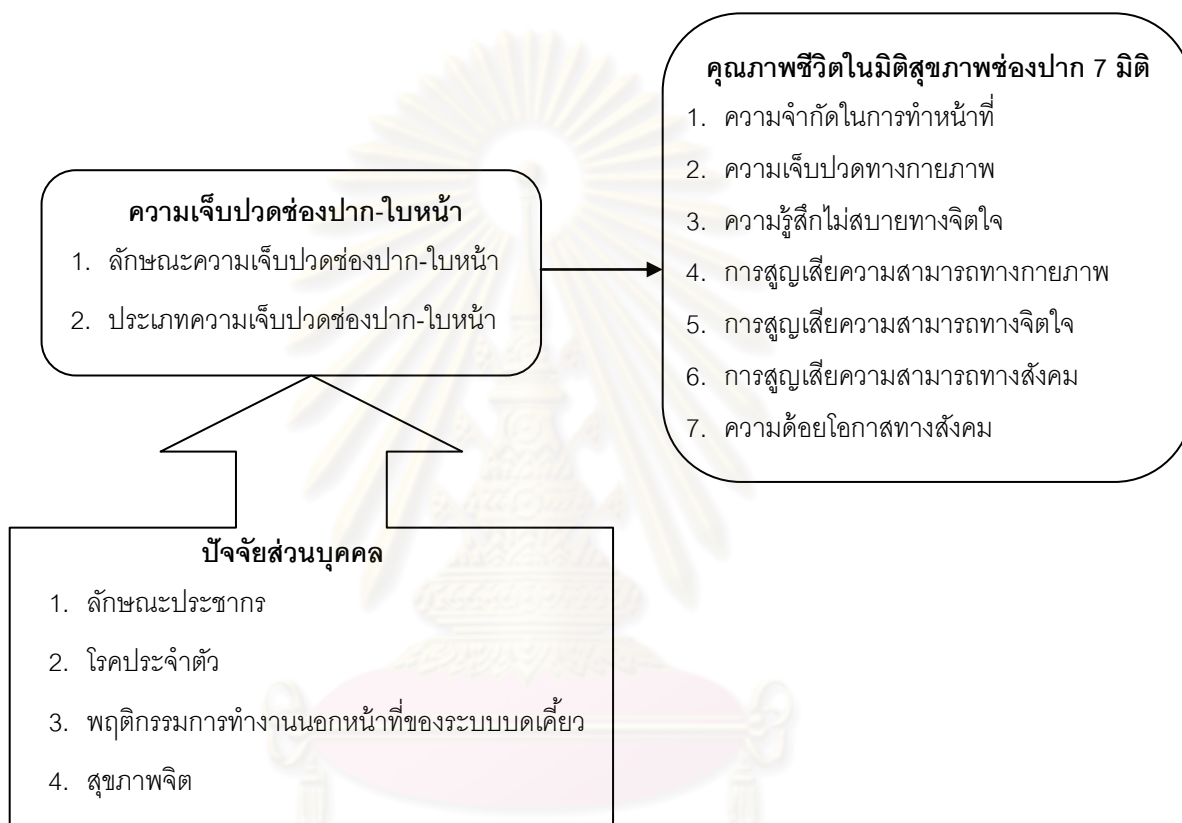 คุณภาพชีวิตในมิติสุขภาพช่องปาก 7 มิติ
1. ความจำกัดในการทำหน้าที่
2. ความเจ็บปวดทางกายภาพ
3. ความรู้สึกไม่สบายทางจิตใจ
4. การสูญเสียความสามารถทางกายภาพ
5. การสูญเสียความสามารถทางจิตใจ
6. การสูญเสียความสามารถทางสังคม
7. ความด้อยโอกาสทางสังคม
ความเจ็บปวดช่องปาก-ใบหน้า
1. ลักษณะความเจ็บปวดช่องปาก-ใบหน้า
2. ประเภทความเจ็บปวดช่องปาก-ใบหน้า
ปัจจัยส่วนบุคคล
1. ลักษณะประชากร
2. โรคประจำตัว
3. พฤติกรรมการทำงานนอกหน้าที่ของระบบบดเคี้ยว
4. สุขภาพจิต